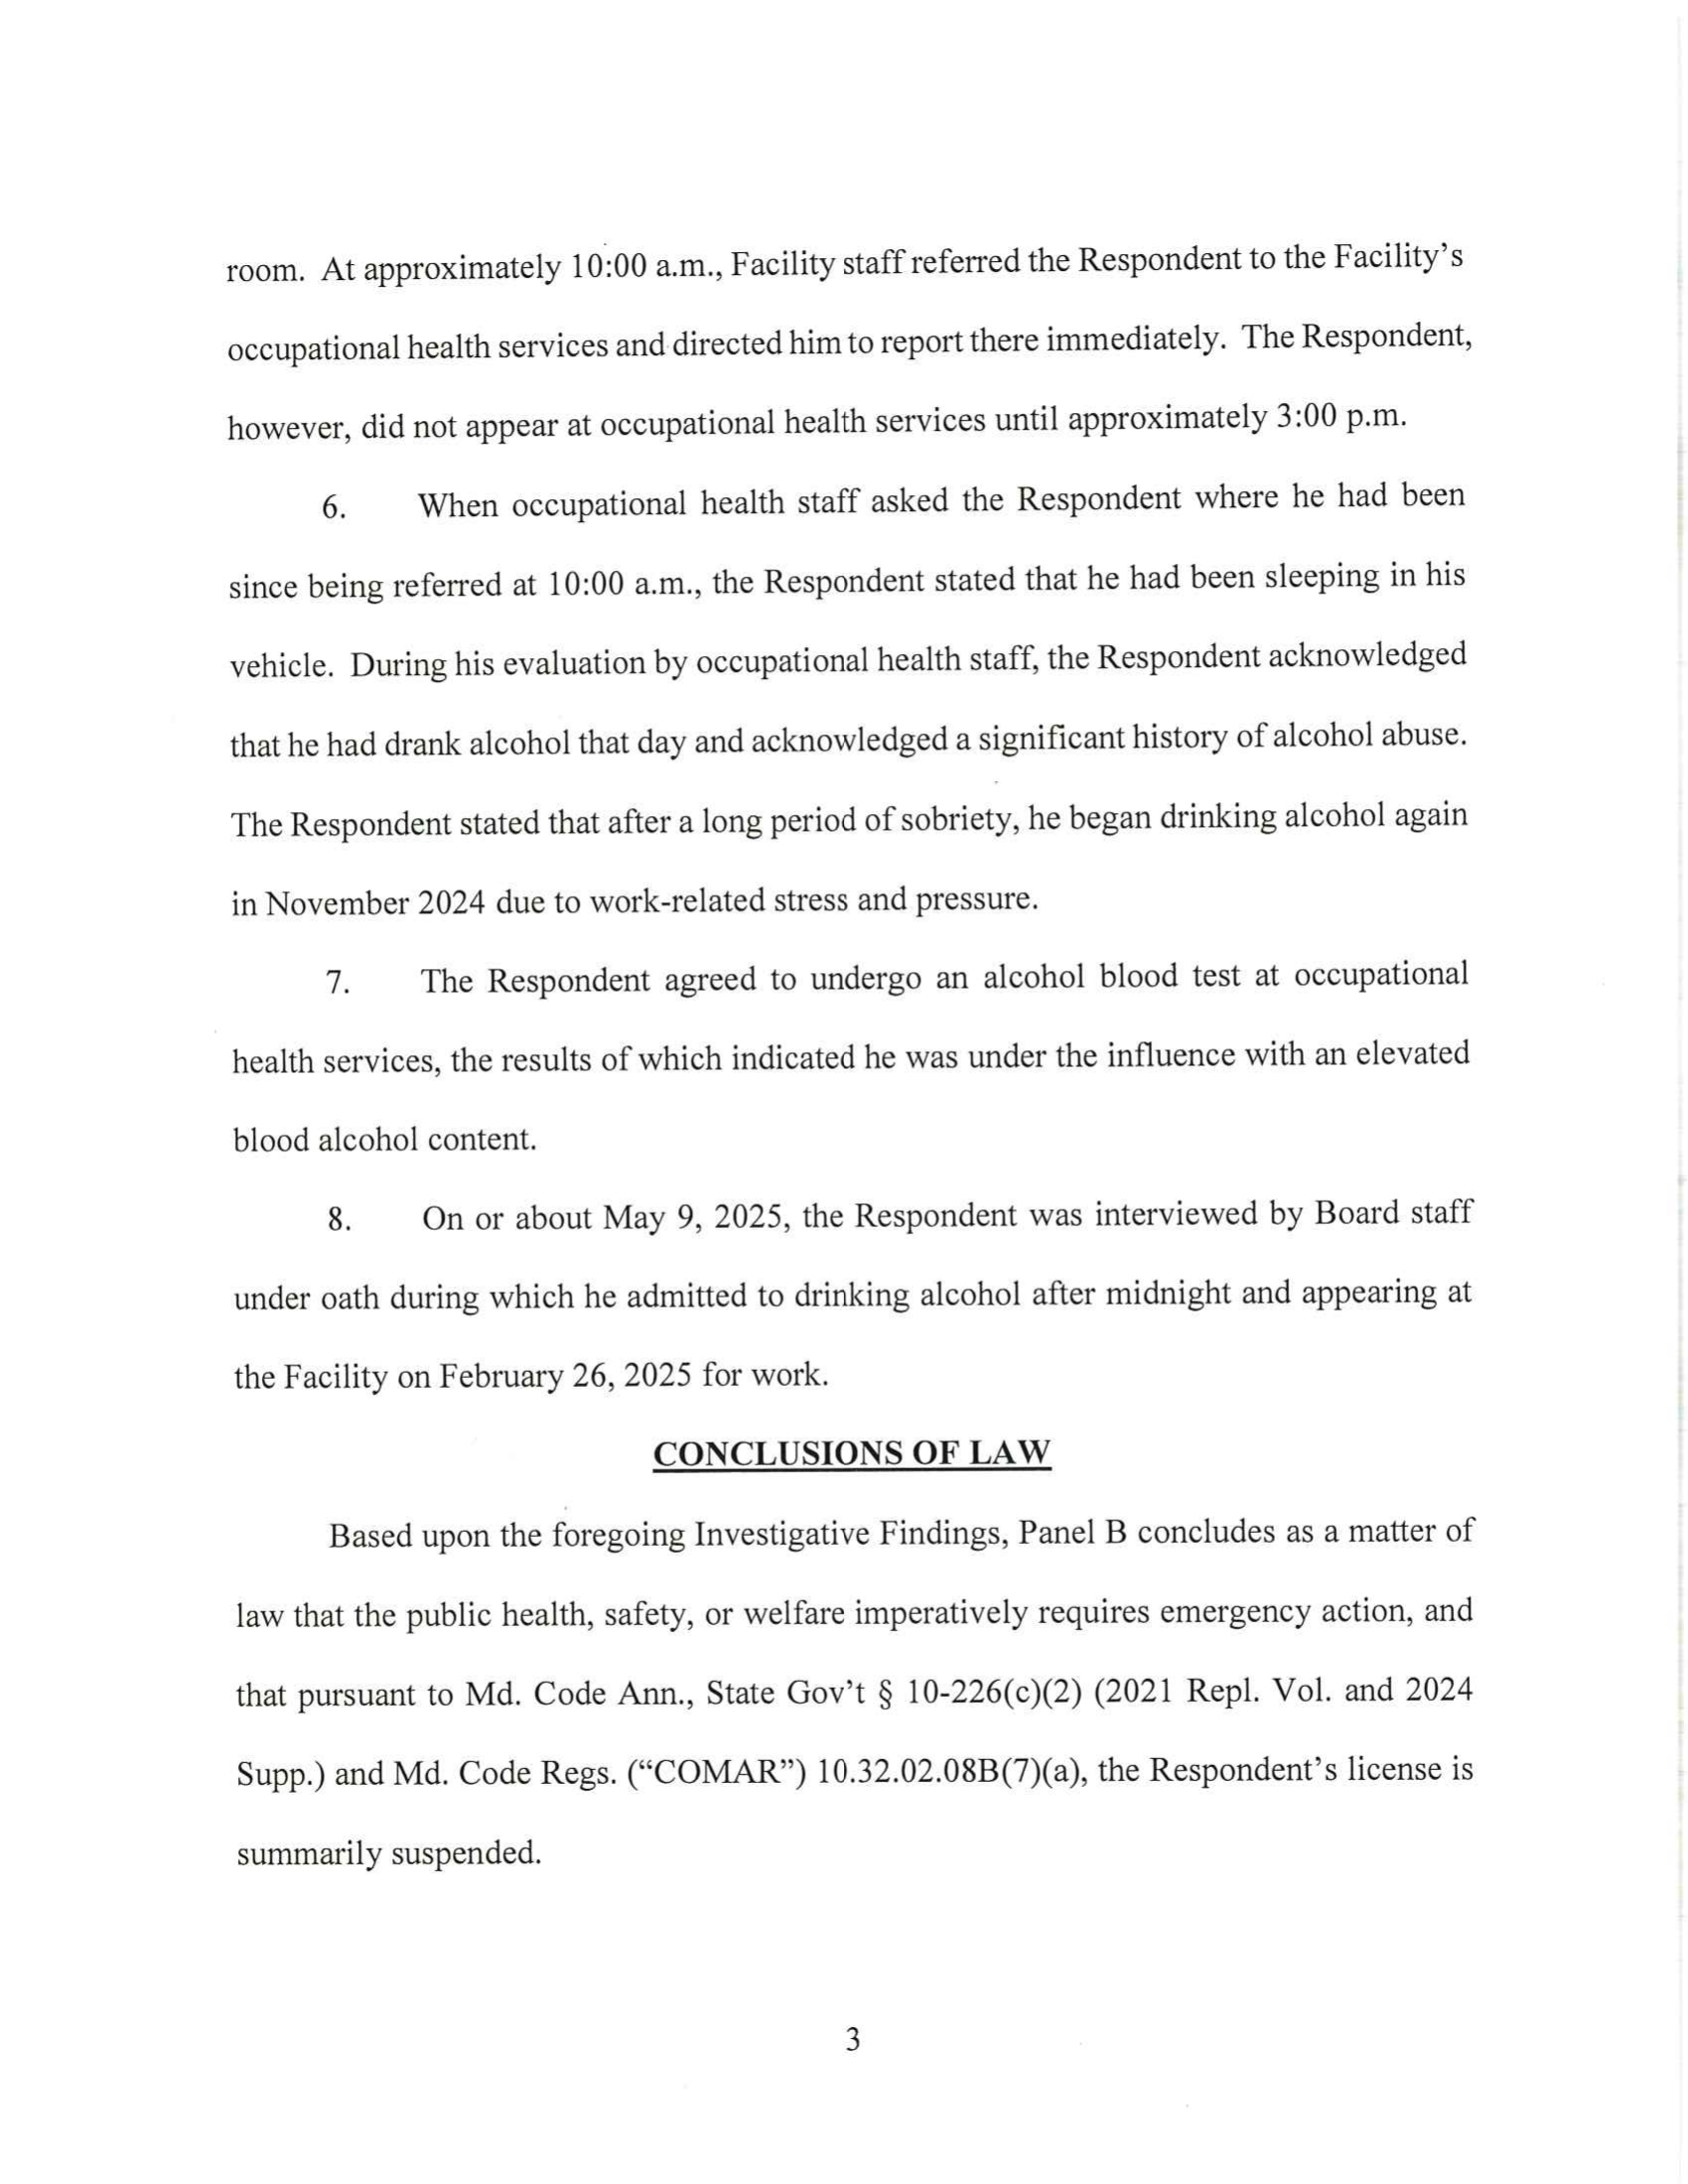 room. At approximately 10:00 a.m., Facility staff referred the Respondent to the Facility's
occupational health services and directed him to report there immediately. The Respondent,
however, did not appear at occupational health services until approximately 3:00 p.m.
6. When occupational health staff asked the Respondent where he had been
since being referred at 10:00 a.m., the Respondent stated that he had been sleeping in his
vehicle. During his evaluation by occupational health staff, the Respondent acknowledged
that he had drank alcohol that day and acknowledged a significant history of alcohol abuse.
The Respondent stated that after a long period of sobriety, he began drinking alcohol again
in November 2024 due to work-related stress and pressure.
7. The Respondent agreed to undergo an alcohol blood test at occupational
health services, the results of which indicated he was under the influence with an elevated
blood alcohol content.
8. On or about May 9, 2025, the Respondent was interviewed by Board staff
under oath during which he admitted to drinking alcohol after midnight and appearing at
the Facility on February 26, 2025 for work.
CONCLUSIONS OF LAW
Based upon the foregoing Investigative Findings, Panel B concludes as a matter of
law that the public health, safety, or welfare imperatively requires emergency action, and
that pursuant to Md. Code Ann., State Gov't § 10-226(c)(2) (2021 Repl. Vol. and 2024
Supp.) and Md. Code Regs. ("COMAR") 10.32.02.08B(7)(a), the Respondent's license is
summarily suspended.
3